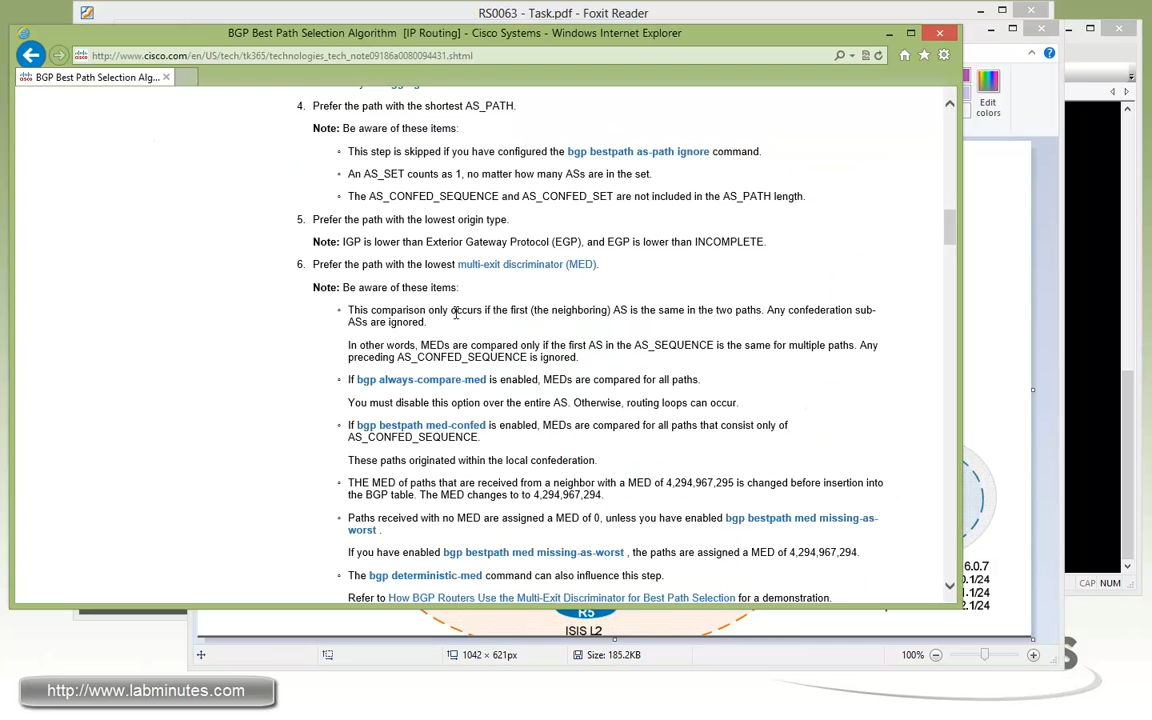 RS0063 - Task.pdf - Foxit Reader
BGP Best Path Selection Algorithm [IP Routing] - Cisco Systems - Windows Internet Explorer
http://www.cisco.com/en/US/tech/tk365/technologies_tech_note09186a0080094431.shtml
BGP Best Path Selection Alg...
4. Prefer the path with the shortest AS_PATH.
Note: Be aware of these items:
This step is skipped if you have configured the bgp bestpath as-path ignore command.
An AS_SET counts as 1, no matter how many ASs are in the set.
The AS_CONFED_SEQUENCE and AS_CONFED_SET are not included in the AS_PATH length.
5. Prefer the path with the lowest origin type.
Note: IGP is lower than Exterior Gateway Protocol (EGP), and EGP is lower than INCOMPLETE.
6. Prefer the path with the lowest multi-exit discriminator (MED).
Note: Be aware of these items:
This comparison only occurs if the first (the neighboring) AS is the same in the two paths. Any confederation sub-
ASs are ignored.
In other words, MEDs are compared only if the first AS in the AS_SEQUENCE is the same for multiple paths. Any
preceding AS_CONFED_SEQUENCE is ignored.
If bgp always-compare-med is enabled, MEDs are compared for all paths.
You must disable this option over the entire AS. Otherwise, routing loops can occur.
If bgp bestpath med-confed is enabled, MEDs are compared for all paths that consist only of
AS_CONFED_SEQUENCE.
These paths originated within the local confederation.
THE MED of paths that are received from a neighbor with a MED of 4,294,967,295 is changed before insertion into
the BGP table. The MED changes to to 4,294,967,294.
Paths received with no MED are assigned a MED of 0, unless you have enabled bgp bestpath med missing-as-
worst .
If you have enabled bgp bestpath med missing-as-worst , the paths are assigned a MED of 4,294,967,294.
The bgp deterministic-med command can also influence this step.
Refer to How BGP Routers Use the Multi-Exit Discriminator for Best Path Selection for a demonstration.
Edit
colors
6.0.7
0.1/24
1.1/24
2.1/24
CAP NUM
R5
ISIS L2
1042 × 621px
Size: 185.2KB
100%
S
http://www.labminutes.com